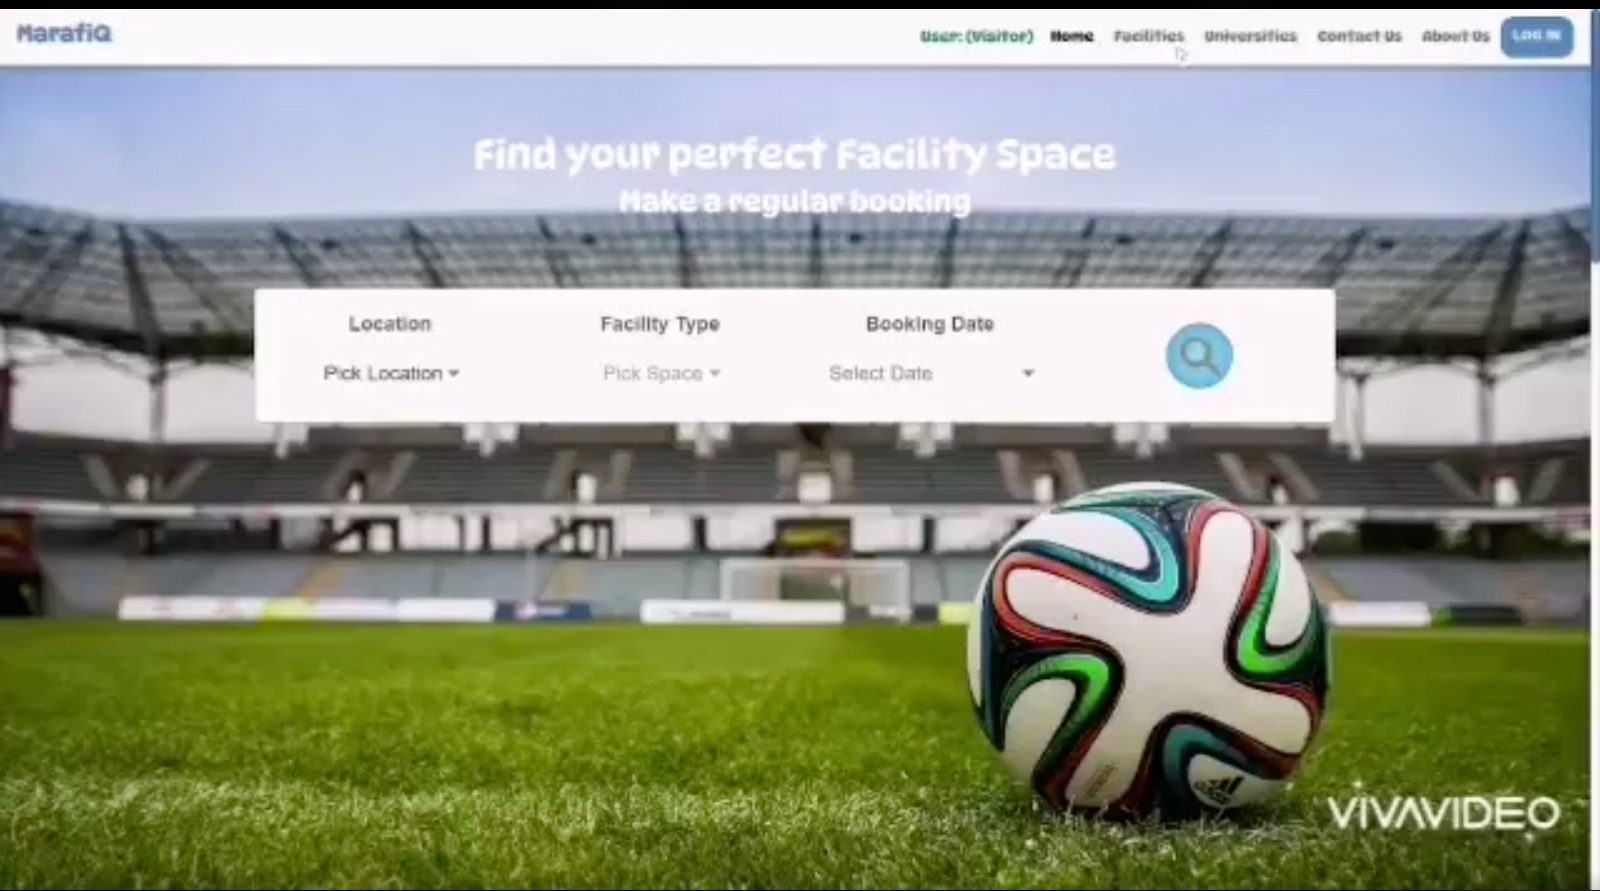 MarafiQ
User: (Visitor) Home Facilities Universities Contact Us About Us LOG IN
Find your perfect Facility Space
Make a regular booking
Location Facility Type Booking Date
Pick Location Pick Space Select Date
adidas
VIVAVIDEO